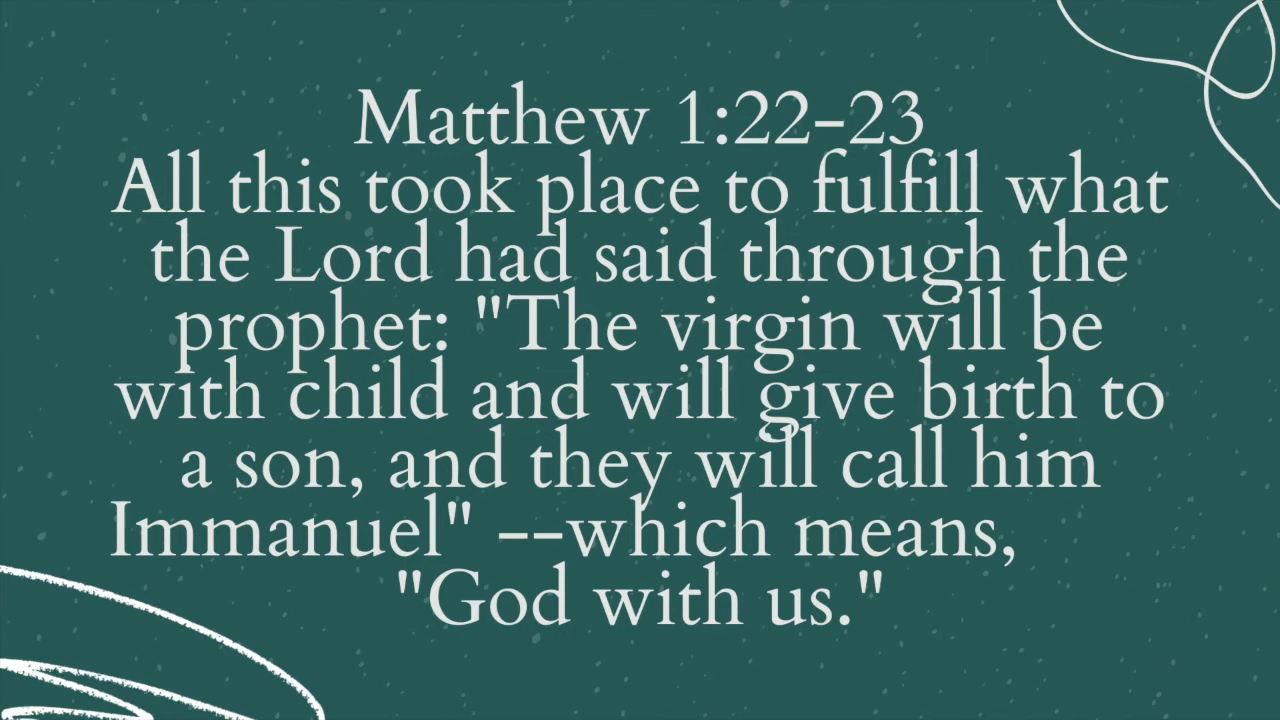 Matthew 1:22-23
All this took place to fulfill what
the Lord had said through the
prophet: "The virgin will be
with child and will give birth to
a son, and they will call him
Immanuel" --which means,
"God with us."